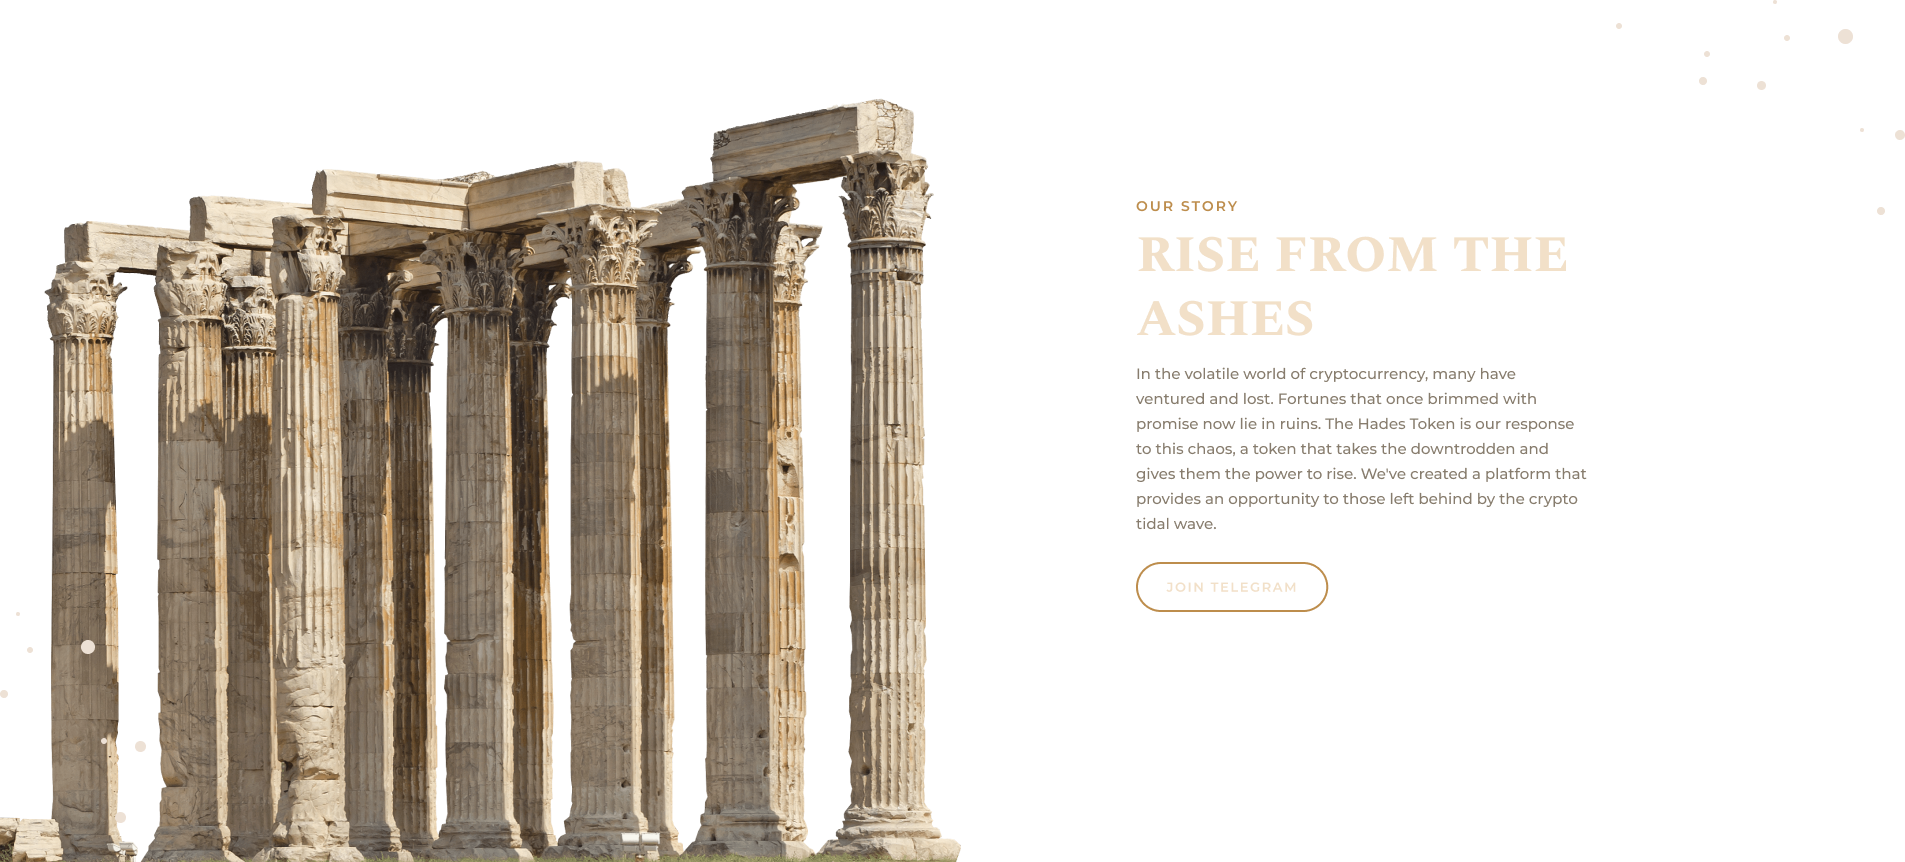 OUR STORY
RISE FROM THE
ASHES
In the volatile world of cryptocurrency, many have
ventured and lost. Fortunes that once brimmed with
promise now lie in ruins. The Hades Token is our response
to this chaos, a token that takes the downtrodden and
gives them the power to rise. We've created a platform that
provides an opportunity to those left behind by the crypto
tidal wave.
JOIN TELEGRAM